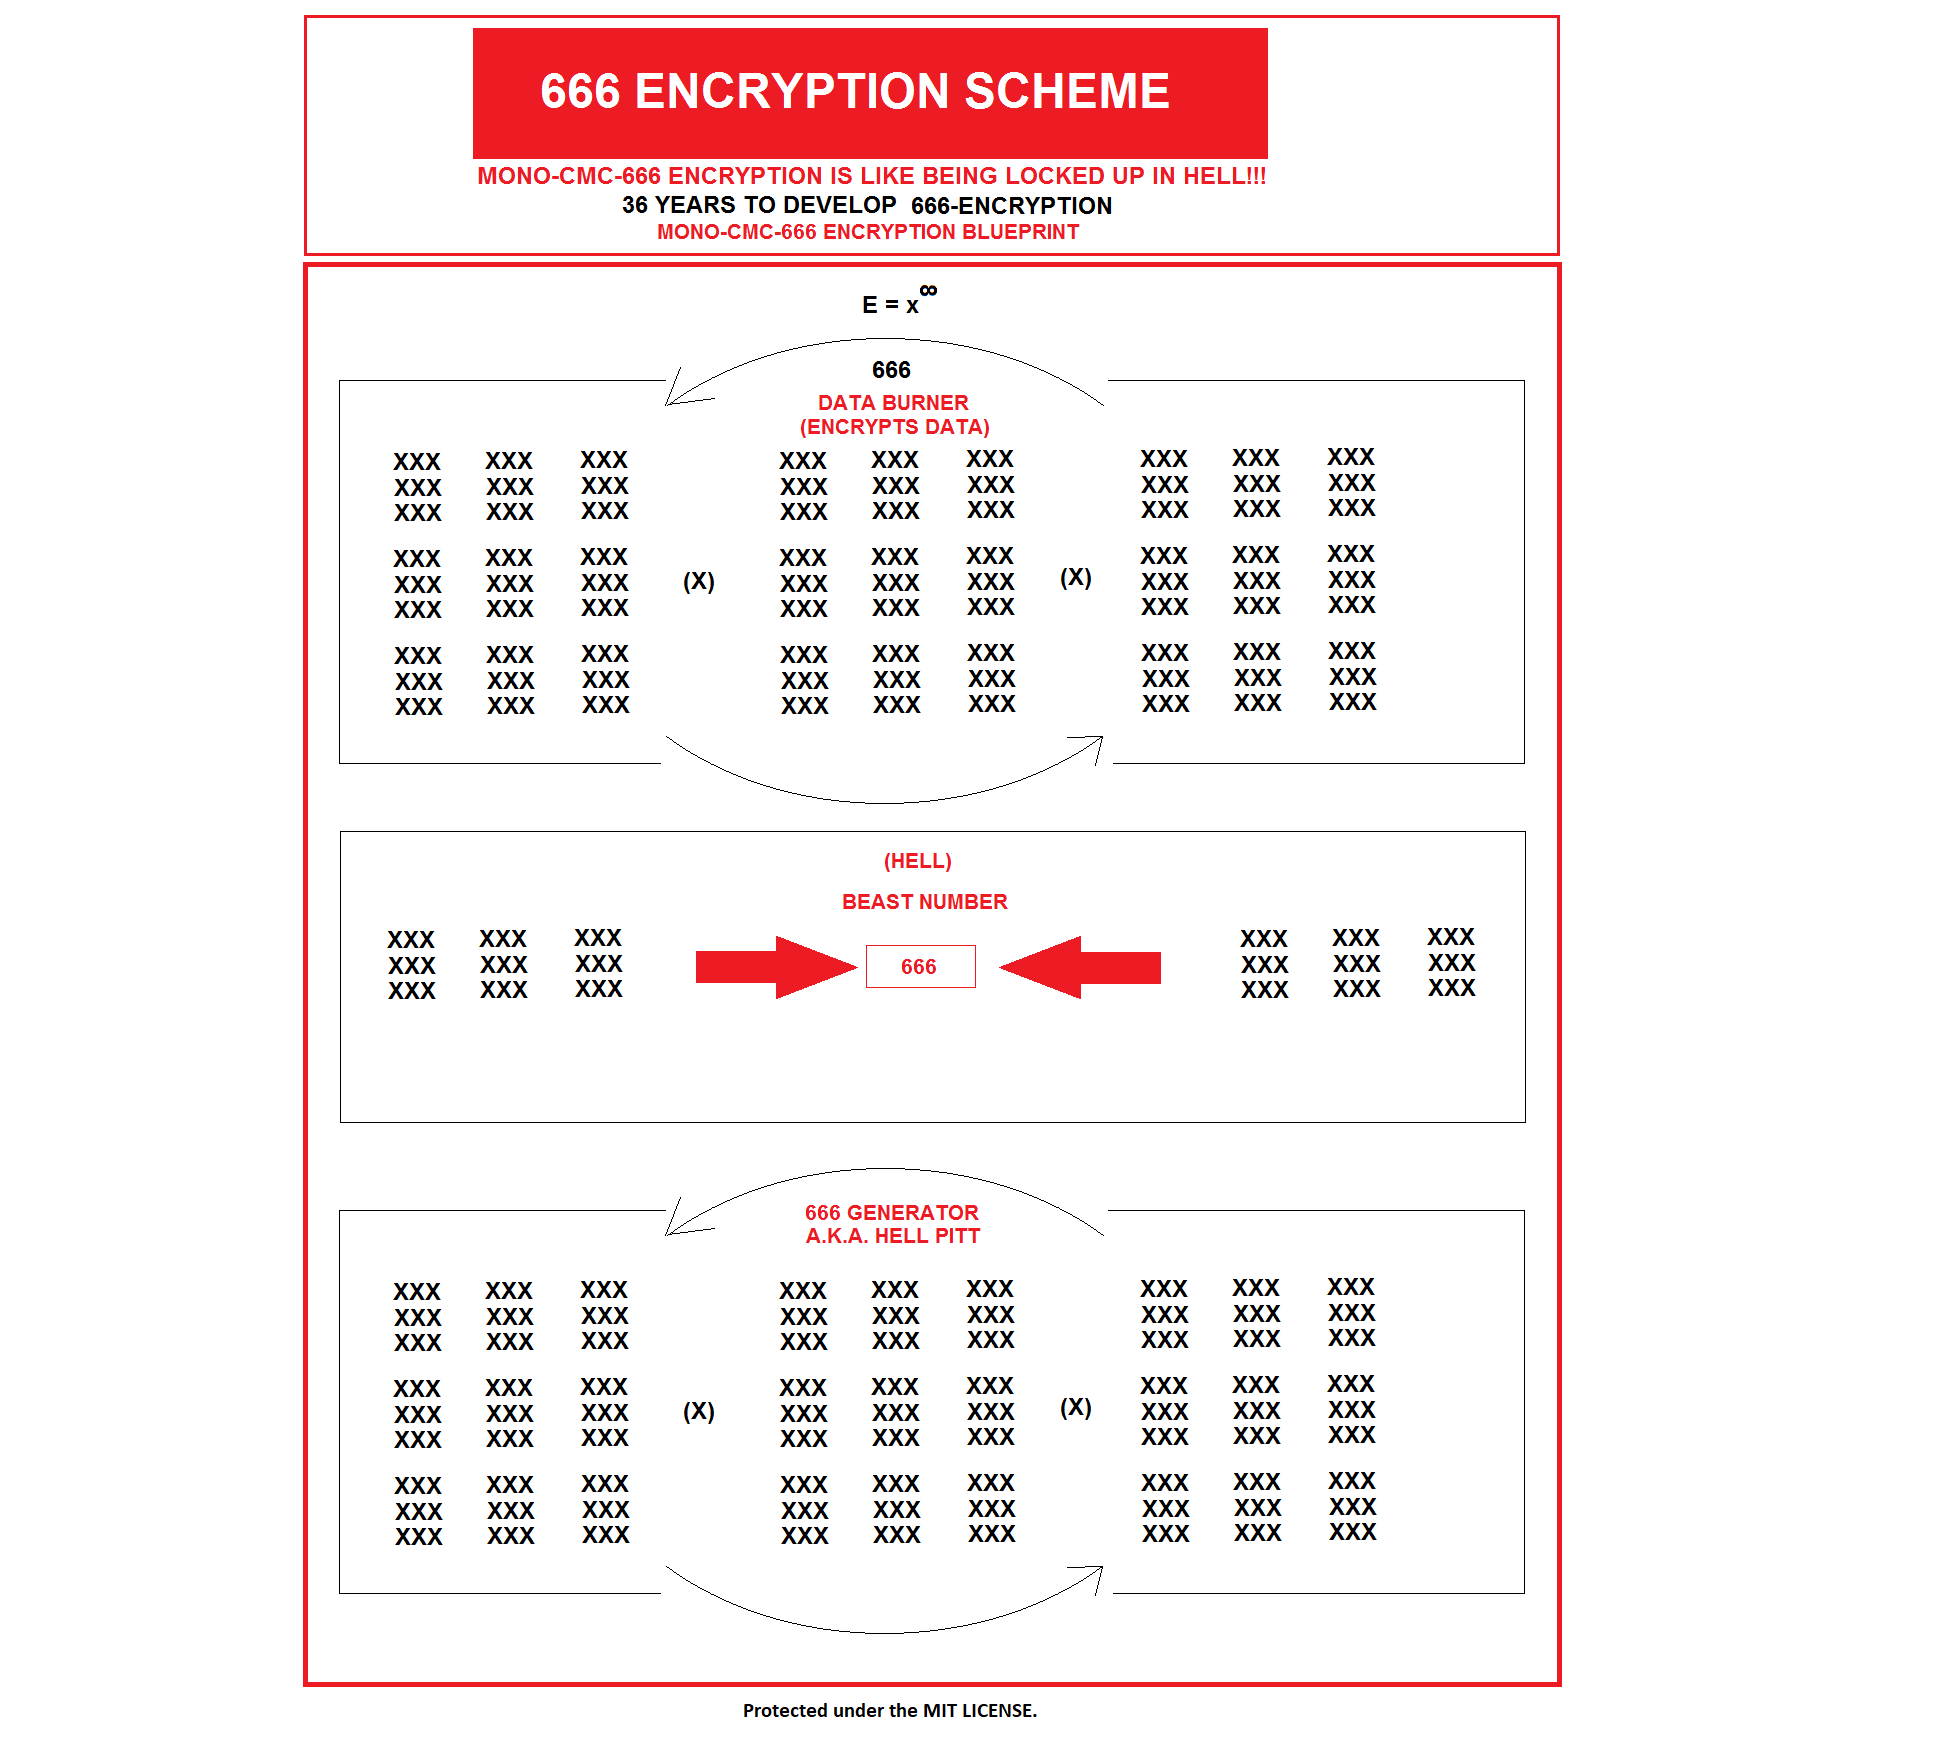 666 ENCRYPTION SCHEME
MONO-CMC-666 ENCRYPTION IS LIKE BEING LOCKED UP IN HELL!!!
36 YEARS TO DEVELOP 666-ENCRYPTION
MONO-CMC-666 ENCRYPTION BLUEPRINT
E = x∞
666
DATA BURNER
(ENCRYPTS DATA)
XXX XXX XXX XXX XXX XXX XXX XXX XXX
XXX XXX XXX XXX XXX XXX XXX XXX XXX
XXX XXX XXX XXX XXX XXX XXX XXX XXX
XXX XXX XXX XXX XXX XXX XXX XXX XXX
XXX XXX XXX (X) XXX XXX XXX (X) XXX XXX XXX
XXX XXX XXX XXX XXX XXX XXX XXX XXX
XXX XXX XXX XXX XXX XXX XXX XXX XXX
XXX XXX XXX XXX XXX XXX XXX XXX XXX
XXX XXX XXX XXX XXX XXX XXX XXX XXX
(HELL)
BEAST NUMBER
XXX XXX XXX XXX XXX XXX
XXX XXX XXX 666 XXX XXX XXX
XXX XXX XXX XXX XXX XXX
666 GENERATOR
A.K.A. HELL PITT
XXX XXX XXX XXX XXX XXX XXX XXX XXX
XXX XXX XXX XXX XXX XXX XXX XXX XXX
XXX XXX XXX XXX XXX XXX XXX XXX XXX
XXX XXX XXX XXX XXX XXX XXX XXX XXX
XXX XXX XXX (X) XXX XXX XXX (X) XXX XXX XXX
XXX XXX XXX XXX XXX XXX XXX XXX XXX
XXX XXX XXX XXX XXX XXX XXX XXX XXX
XXX XXX XXX XXX XXX XXX XXX XXX XXX
XXX XXX XXX XXX XXX XXX XXX XXX XXX
Protected under the MIT LICENSE.